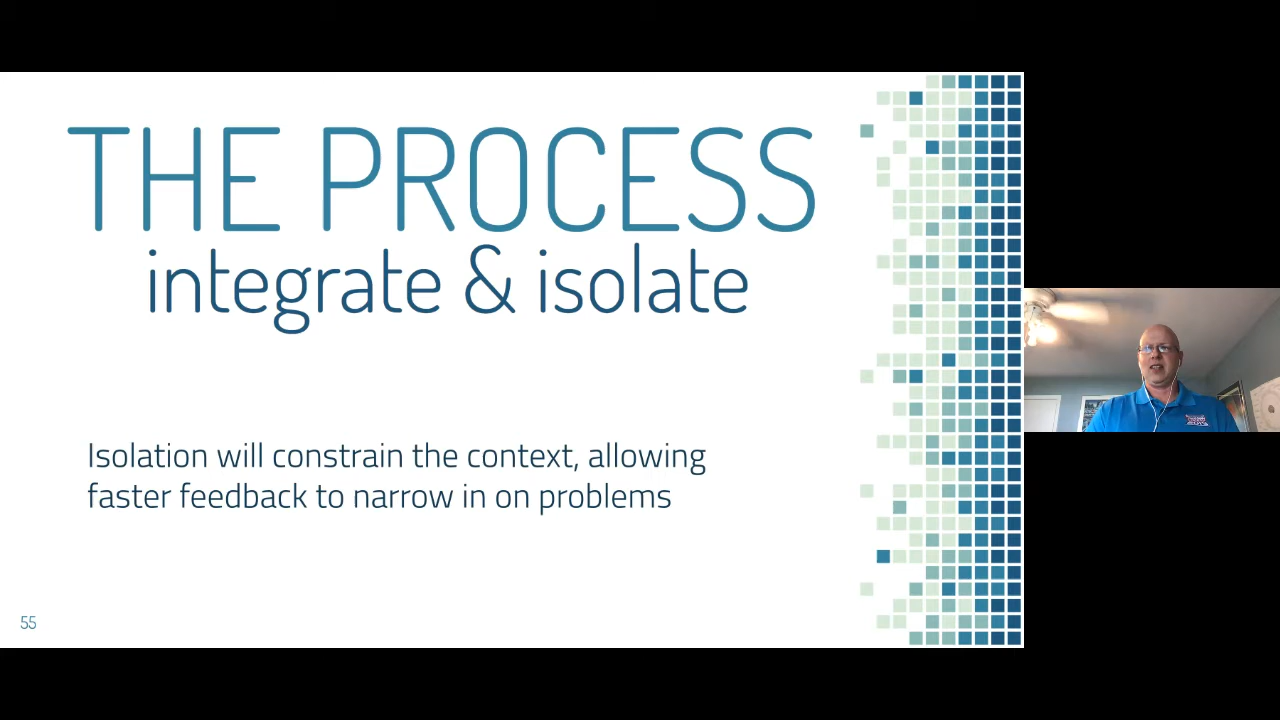 THE PROCESS
integrate & isolate
Isolation will constrain the context, allowing
faster feedback to narrow in on problems
55